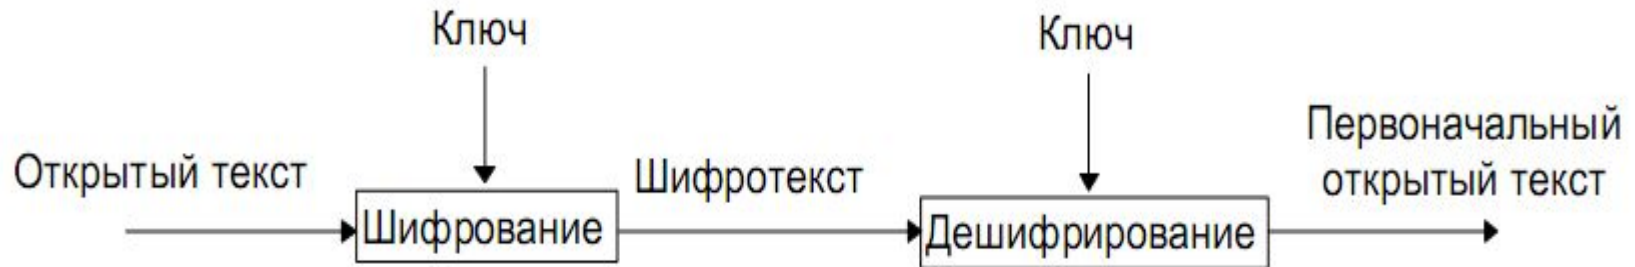 Ключ
Ключ
Открытый текст
Шифрование
Шифротекст
Дешифрирование
Первоначальный
открытый текст